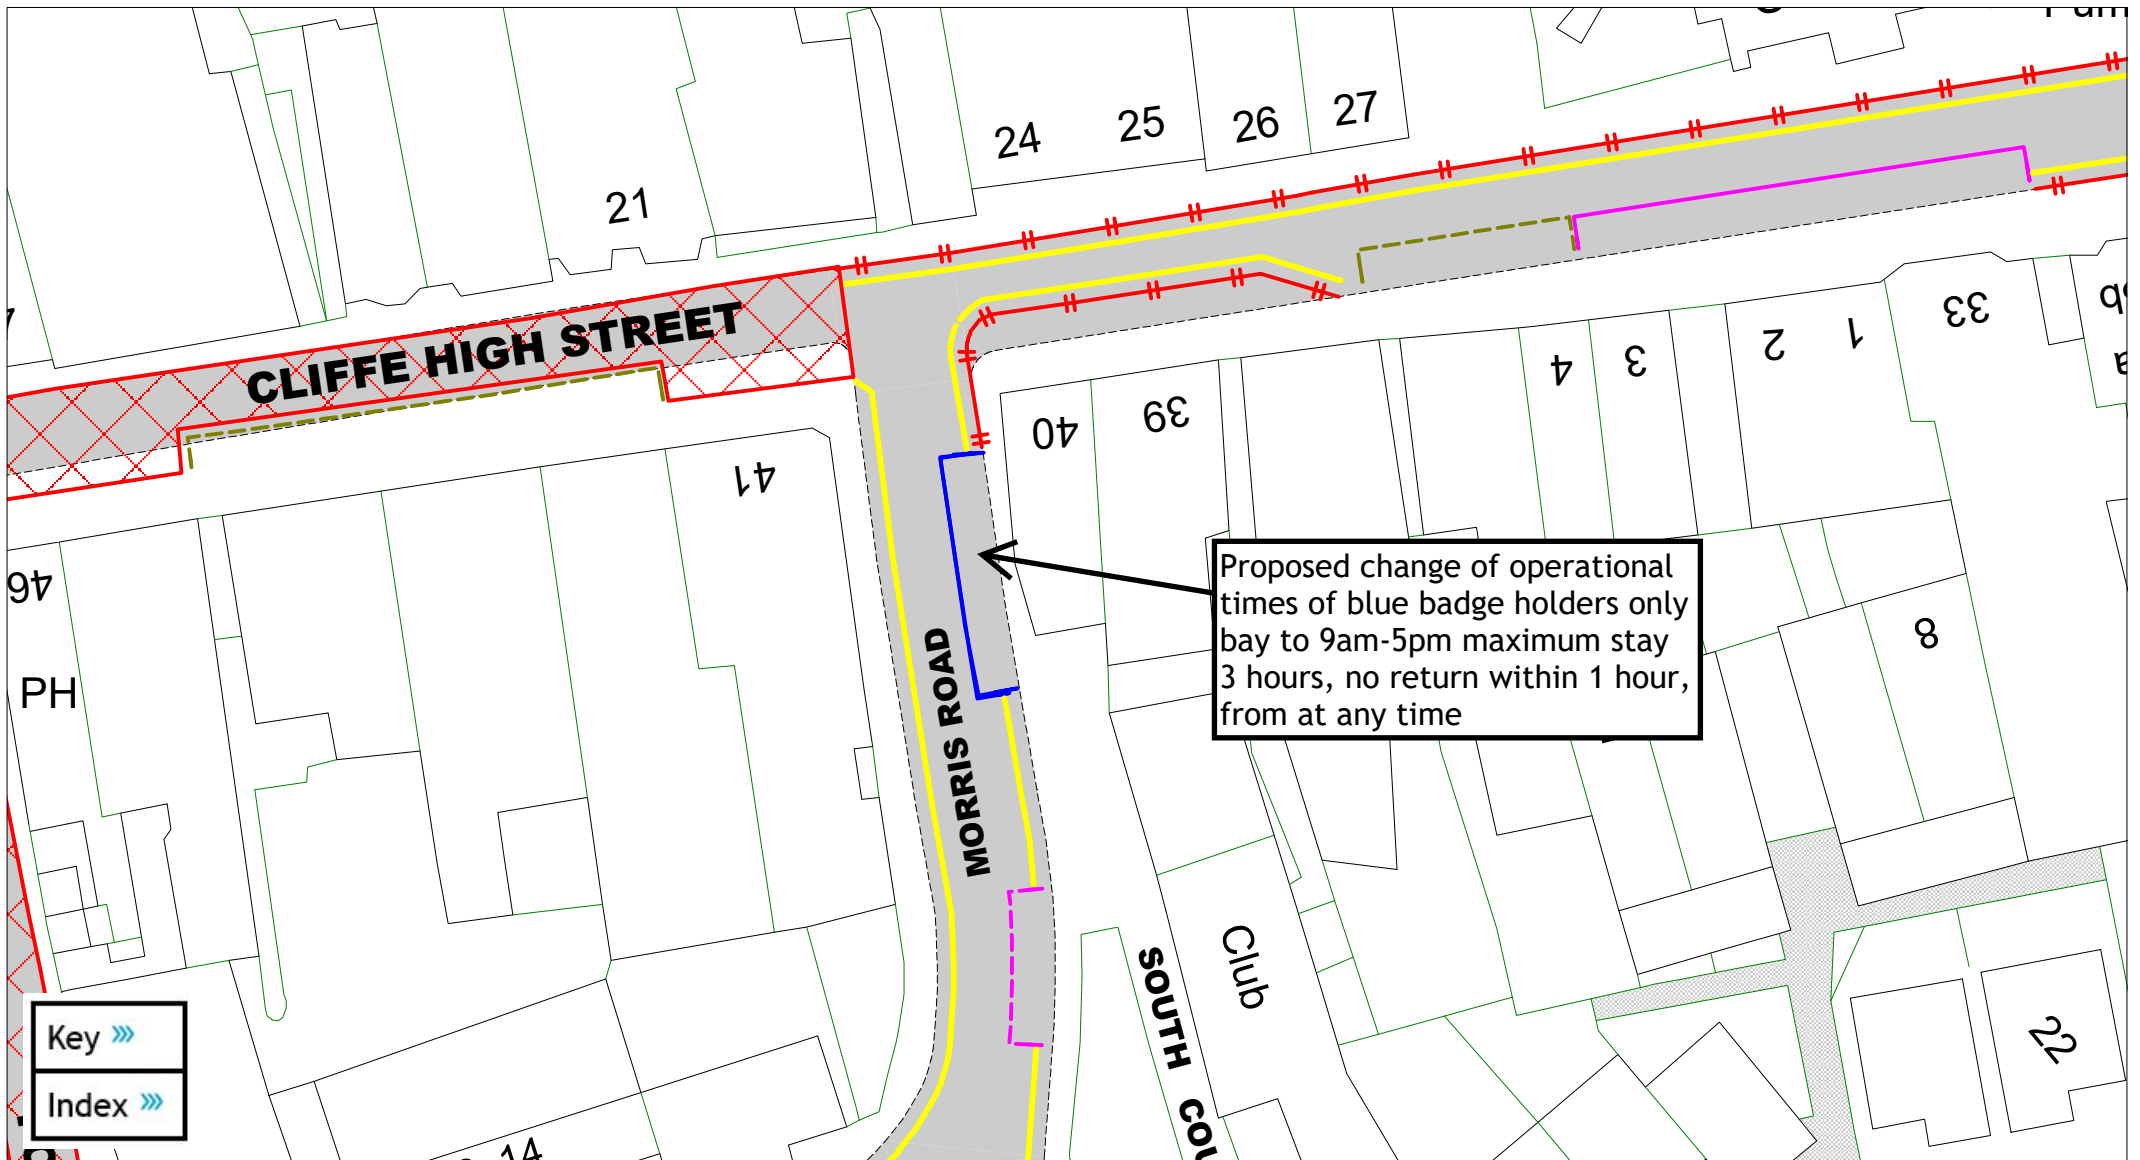 24
25
26
27
21
CLIFFE HIGH STREET
33
1
2
3
4
39
40
41
46
PH
Proposed change of operational
times of blue badge holders only
bay to 9am-5pm maximum stay
3 hours, no return within 1 hour,
from at any time
8
MORRIS ROAD
Club
SOUTH
22
Key
Index
14